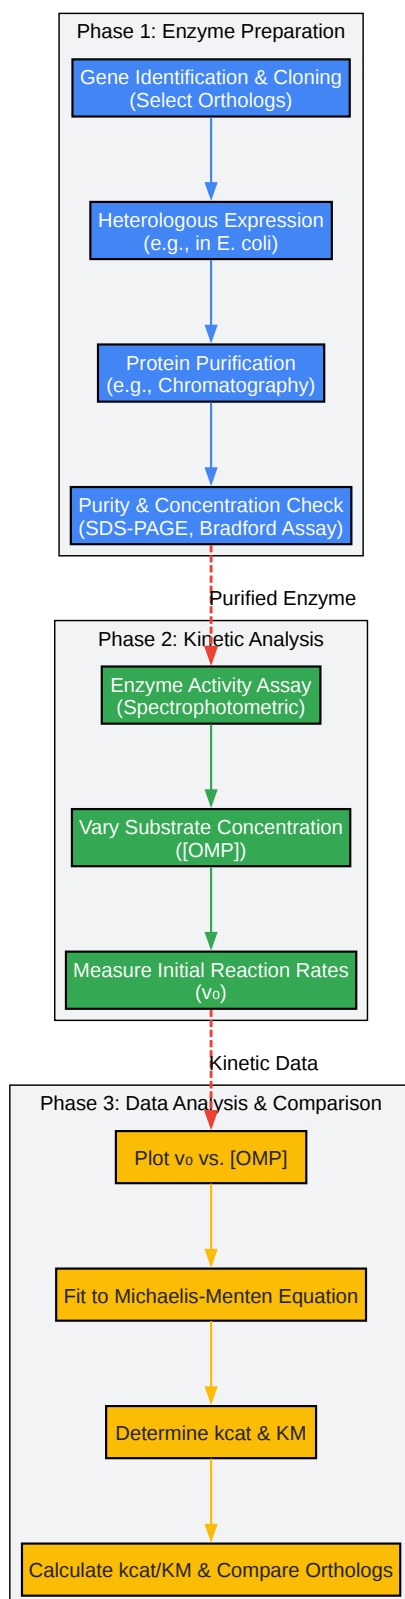 Phase 1: Enzyme Preparation
Gene Identification & Cloning
(Select Orthologs)
Heterologous Expression
(e.g., in E. coli)
Protein Purification
(e.g., Chromatography)
Purity & Concentration Check
(SDS-PAGE, Bradford Assay)
Purified Enzyme
Phase 2: Kinetic Analysis
Enzyme Activity Assay
(Spectrophotometric)
Vary Substrate Concentration
([OMP])
Measure Initial Reaction Rates
(v₀)
Kinetic Data
Phase 3: Data Analysis & Comparison
Plot v₀ vs. [OMP]
Fit to Michaelis-Menten Equation
Determine kcat & KM
Calculate kcat/KM & Compare Orthologs